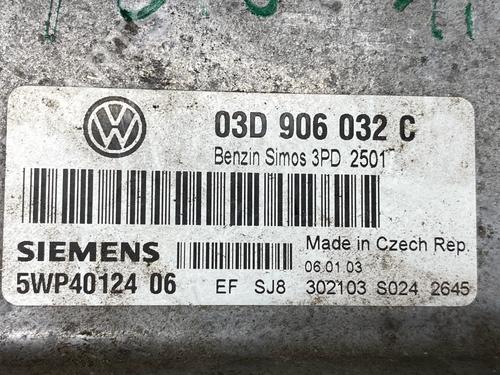 03D 906 032 C
Benzin Simos 3PD 2501
SIEMENS
Made in Czech Rep.
06.01.03
5WP40124 06
EF SJ8 302103 S024 2645